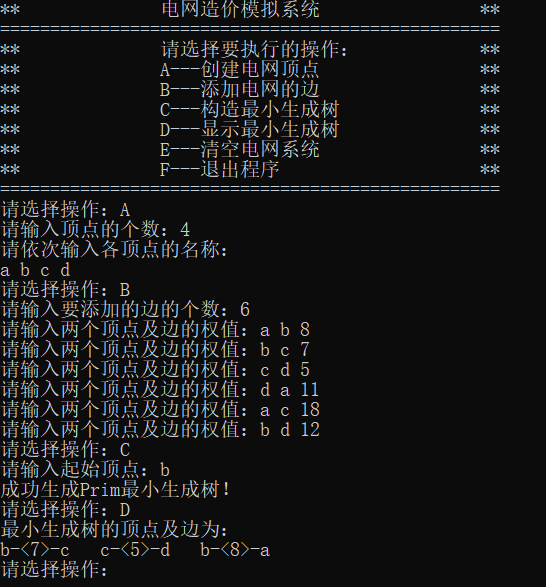 ** 电网造价模拟系统 **
==================================================
** 请选择要执行的操作: **
** A---创建电网顶点 **
** B---添加电网的边 **
** C---构造最小生成树 **
** D---显示最小生成树 **
** E---清空电网系统 **
** F---退出程序 **
==================================================
请选择操作: A
请输入顶点的个数: 4
请依次输入各顶点的名称:
a b c d
请选择操作: B
请输入要添加的边的个数: 6
请输入两个顶点及边的权值: a b 8
请输入两个顶点及边的权值: b c 7
请输入两个顶点及边的权值: c d 5
请输入两个顶点及边的权值: d a 11
请输入两个顶点及边的权值: a c 18
请输入两个顶点及边的权值: b d 12
请选择操作: C
请输入起始顶点: b
成功生成Prim最小生成树!
请选择操作: D
最小生成树的顶点及边为:
b-<7>-c c-<5>-d b-<8>-a
请选择操作: